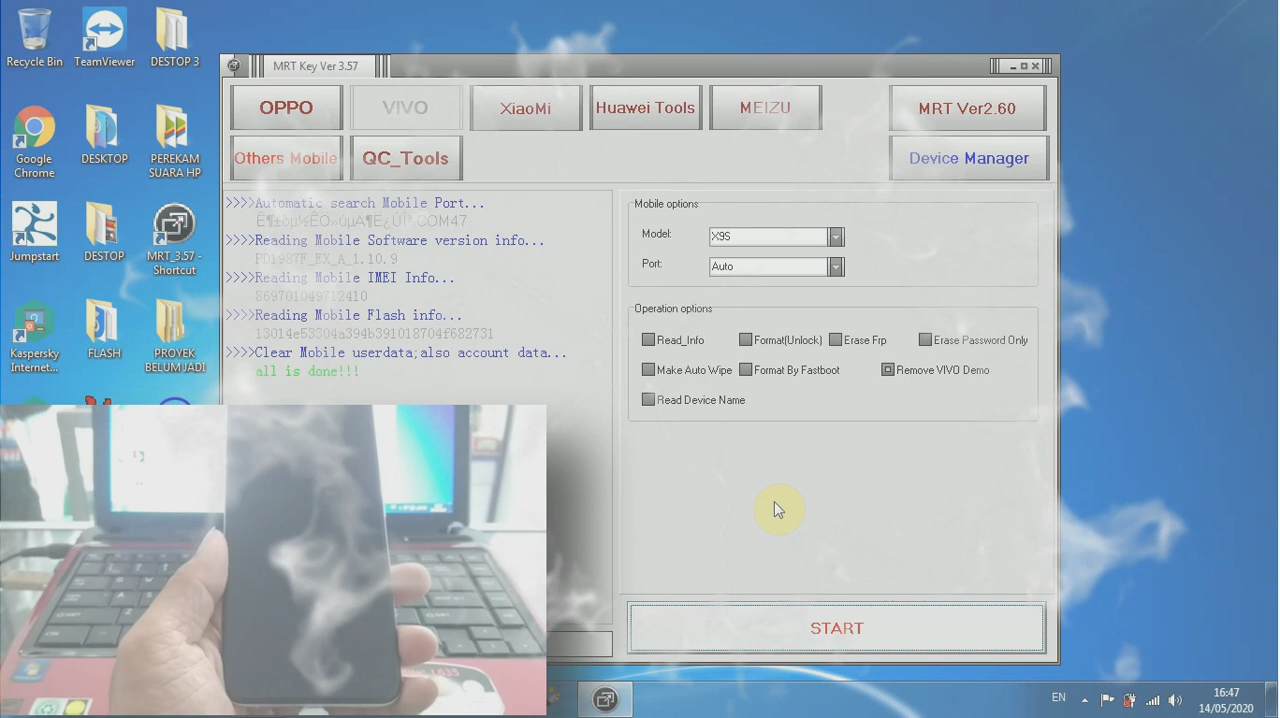 Recycle Bin
TeamViewer
DESTOP 3
Google
Chrome
DESKTOP
PEREKAM
SUARA HP
Jumpstart
DESTOP
MRT_3.57 -
Shortcut
Kaspersky
Internet...
FLASH
PROYEK
BELUM JADI
MRT Key Ver 3.57
OPPO
VIVO
XiaoMi
Huawei Tools
MEIZU
MRT Ver2.60
Others Mobile
QC_Tools
Device Manager
>>>>Automatic search Mobile Port...
COM47
>>>>Reading Mobile Software version info...
PD1987F_EX_A_1.10.9
>>>>Reading Mobile IMEI Info...
869701049712410
>>>>Reading Mobile Flash info...
13014e53304a394b391018704f682731
>>>>Clear Mobile userdata;also account data...
all is done!!!
Mobile options
Model:
X9S
Port:
Auto
Operation options
Read_Info
Format(Unlock)
Erase Frp
Erase Password Only
Make Auto Wipe
Format By Fastboot
Remove VIVO Demo
Read Device Name
START
EN
16:47
14/05/2020